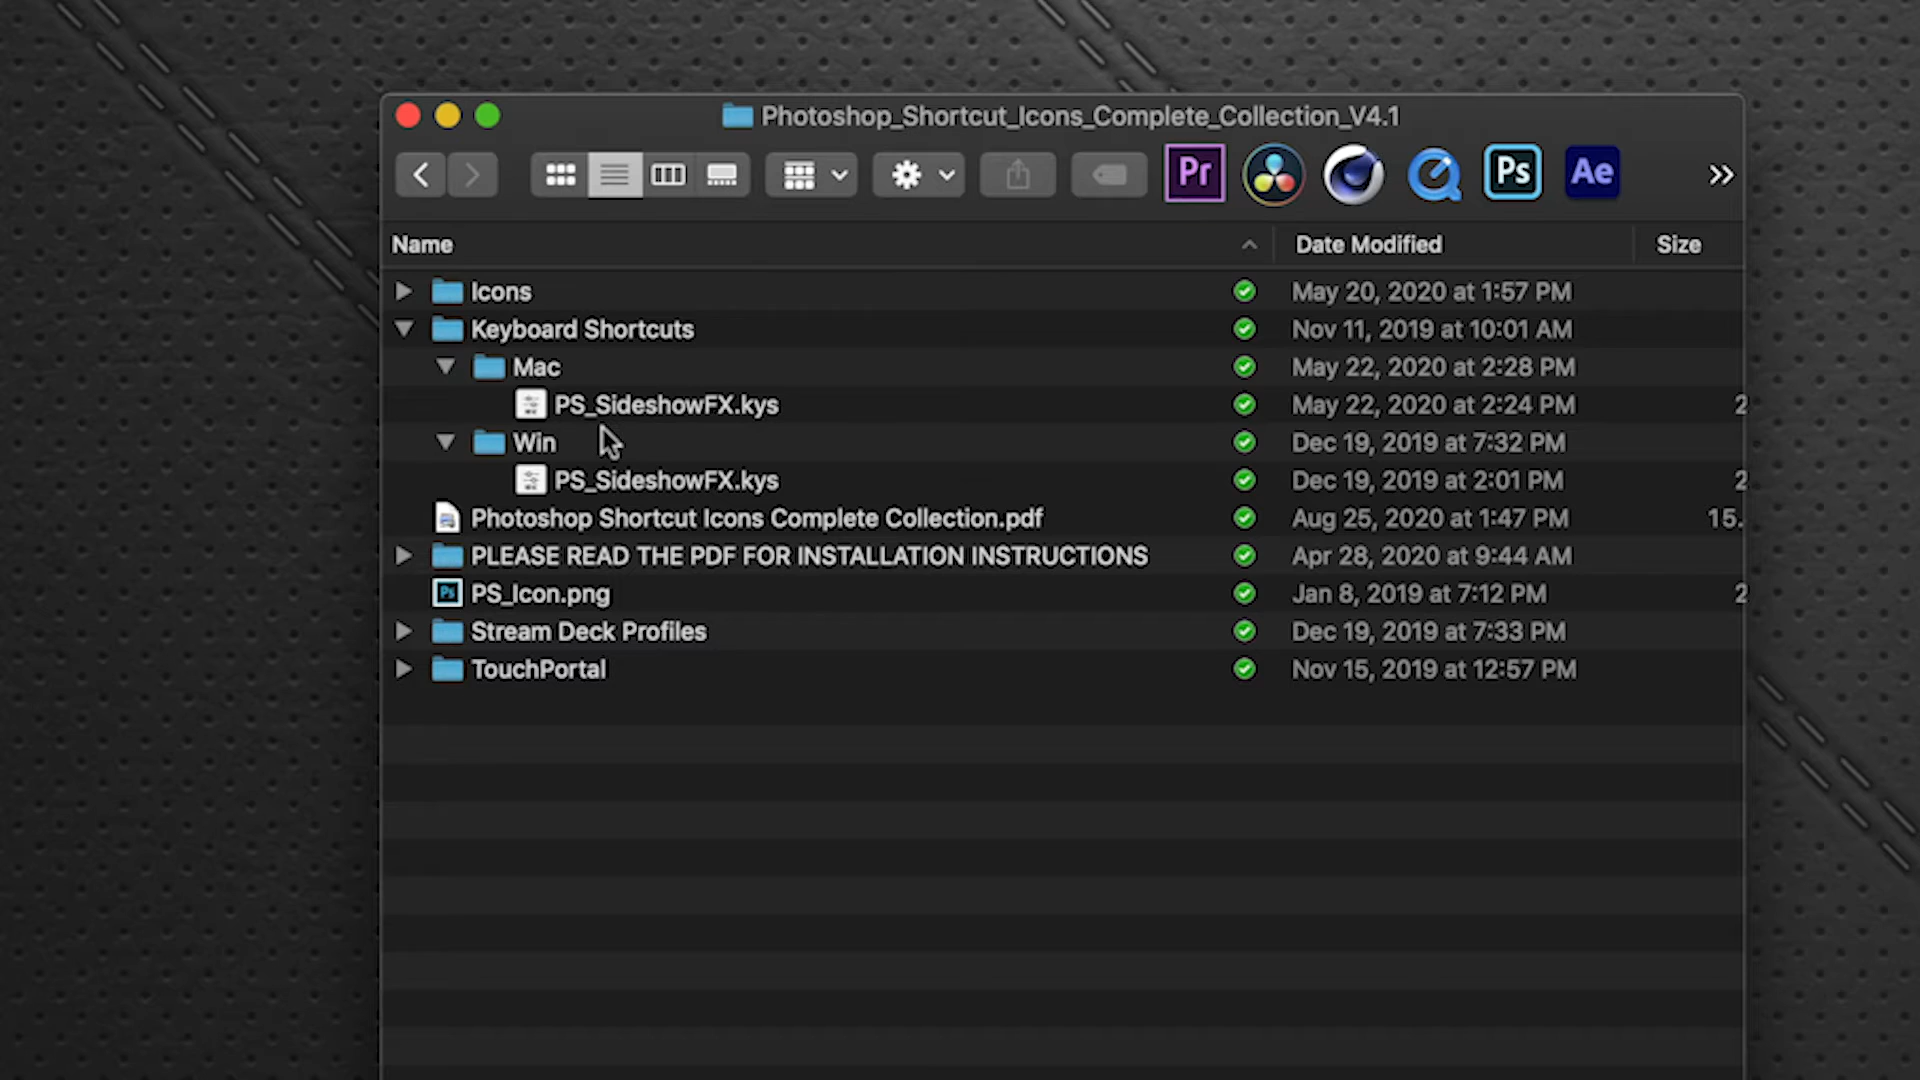 Photoshop_Shortcut_Icons_Complete_Collection_V4.1
Pr Ps Ae
Name Date Modified Size
Icons May 20, 2020 at 1:57 PM
Keyboard Shortcuts Nov 11, 2019 at 10:01 AM
Mac May 22, 2020 at 2:28 PM
PS_SideshowFX.kys May 22, 2020 at 2:24 PM 2
Win Dec 19, 2019 at 7:32 PM
PS_SideshowFX.kys Dec 19, 2019 at 2:01 PM 2
Photoshop Shortcut Icons Complete Collection.pdf Aug 25, 2020 at 1:47 PM 15.
PLEASE READ THE PDF FOR INSTALLATION INSTRUCTIONS Apr 28, 2020 at 9:44 AM
Ps PS_Icon.png Jan 8, 2019 at 7:12 PM 2
Stream Deck Profiles Dec 19, 2019 at 7:33 PM
TouchPortal Nov 15, 2019 at 12:57 PM